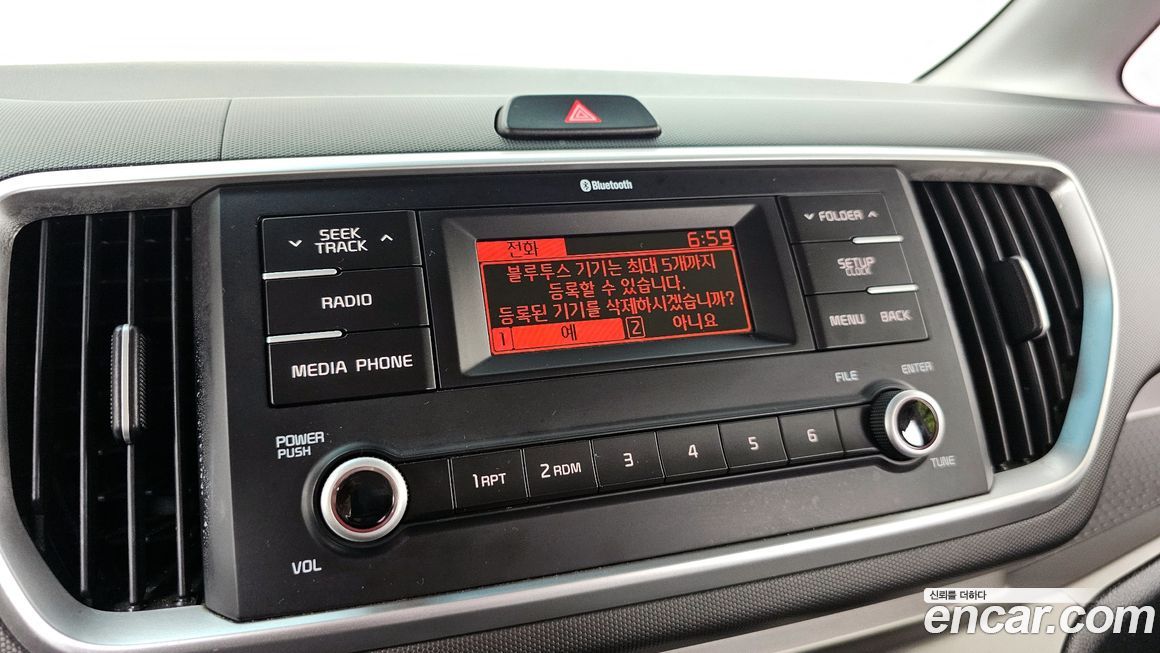 Bluetooth
SEEK
TRACK
RADIO
MEDIA PHONE
전화 6:59
블루투스 기기는 최대 5개까지
등록할 수 있습니다.
등록된 기기를 삭제하시겠습니까?
1 예 2 아니요
FOLDER
SETUP
CLOCK
MENU BACK
POWER
PUSH
VOL
1 RPT 2 RDM 3 4 5 6
FILE ENTER
TUNE
신뢰를 더하다
encar.com